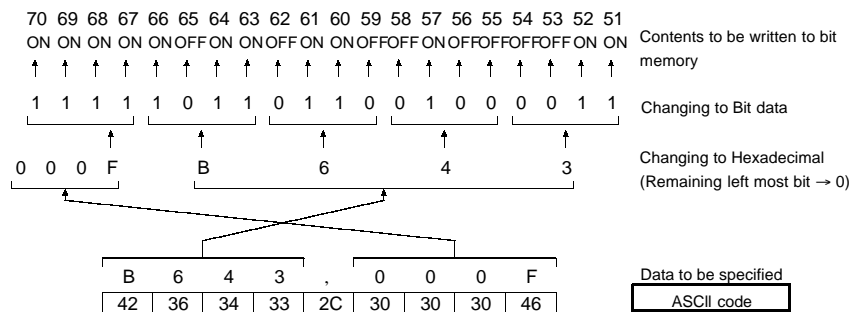 70 69 68 67 66 65 64 63 62 61 60 59 58 57 56 55 54 53 52 51
ON ON ON ON ON OFF ON ON OFF ON ON OFF OFF ON OFF OFF OFF OFF ON ON
Contents to be written to bit
memory
1 1 1 1 1 0 1 1 0 1 1 0 0 1 0 0 0 0 1 1
Changing to Bit data
0 0 0 F B 6 4 3
Changing to Hexadecimal
(Remaining left most bit → 0)
B 6 4 3 , 0 0 0 F
Data to be specified
42 36 34 33 2C 30 30 30 46
ASCII code